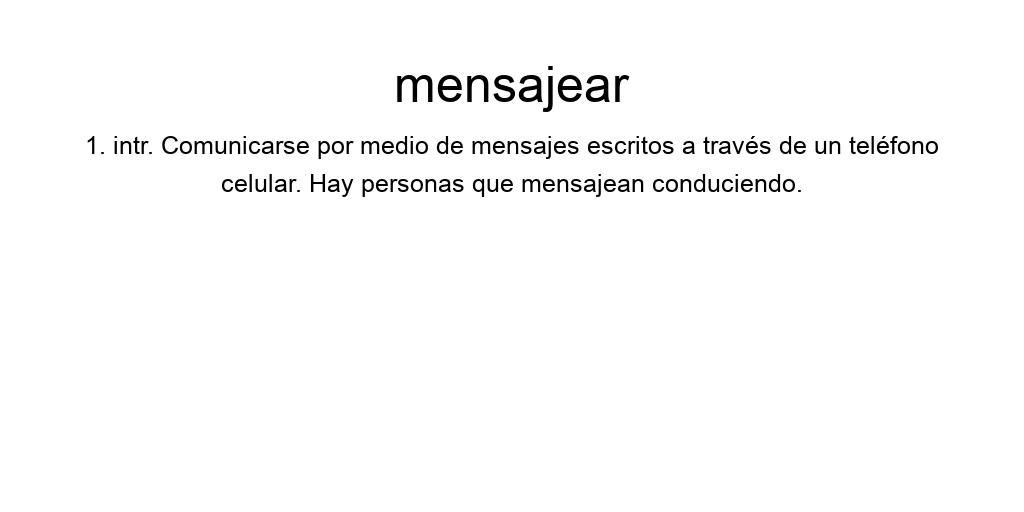 mensajear
1. intr. Comunicarse por medio de mensajes escritos a través de un teléfono
celular. Hay personas que mensajean conduciendo.